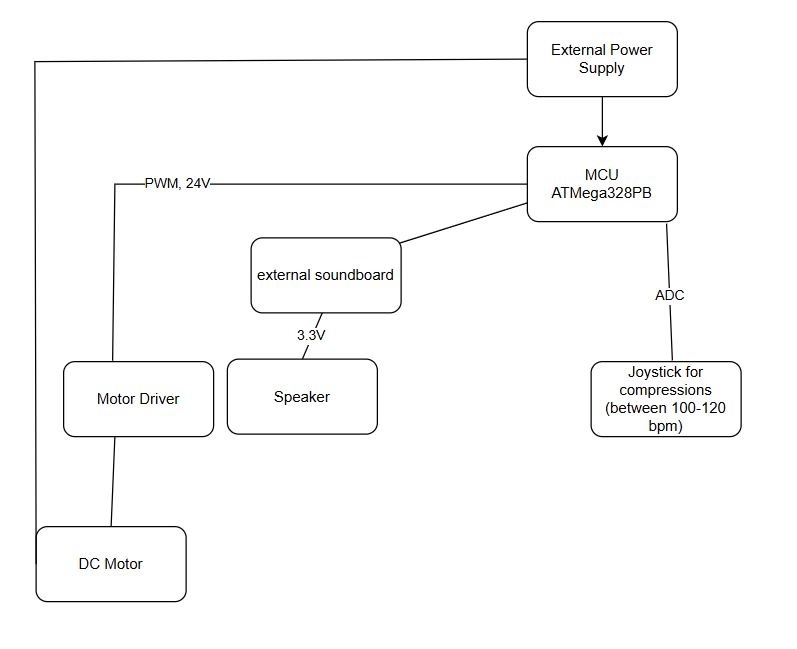 External Power
Supply
MCU
ATMega328PB
PWM, 24V
external soundboard
ADC
3.3V
Joystick for
compressions
(between 100-120
bpm)
Motor Driver
Speaker
DC Motor